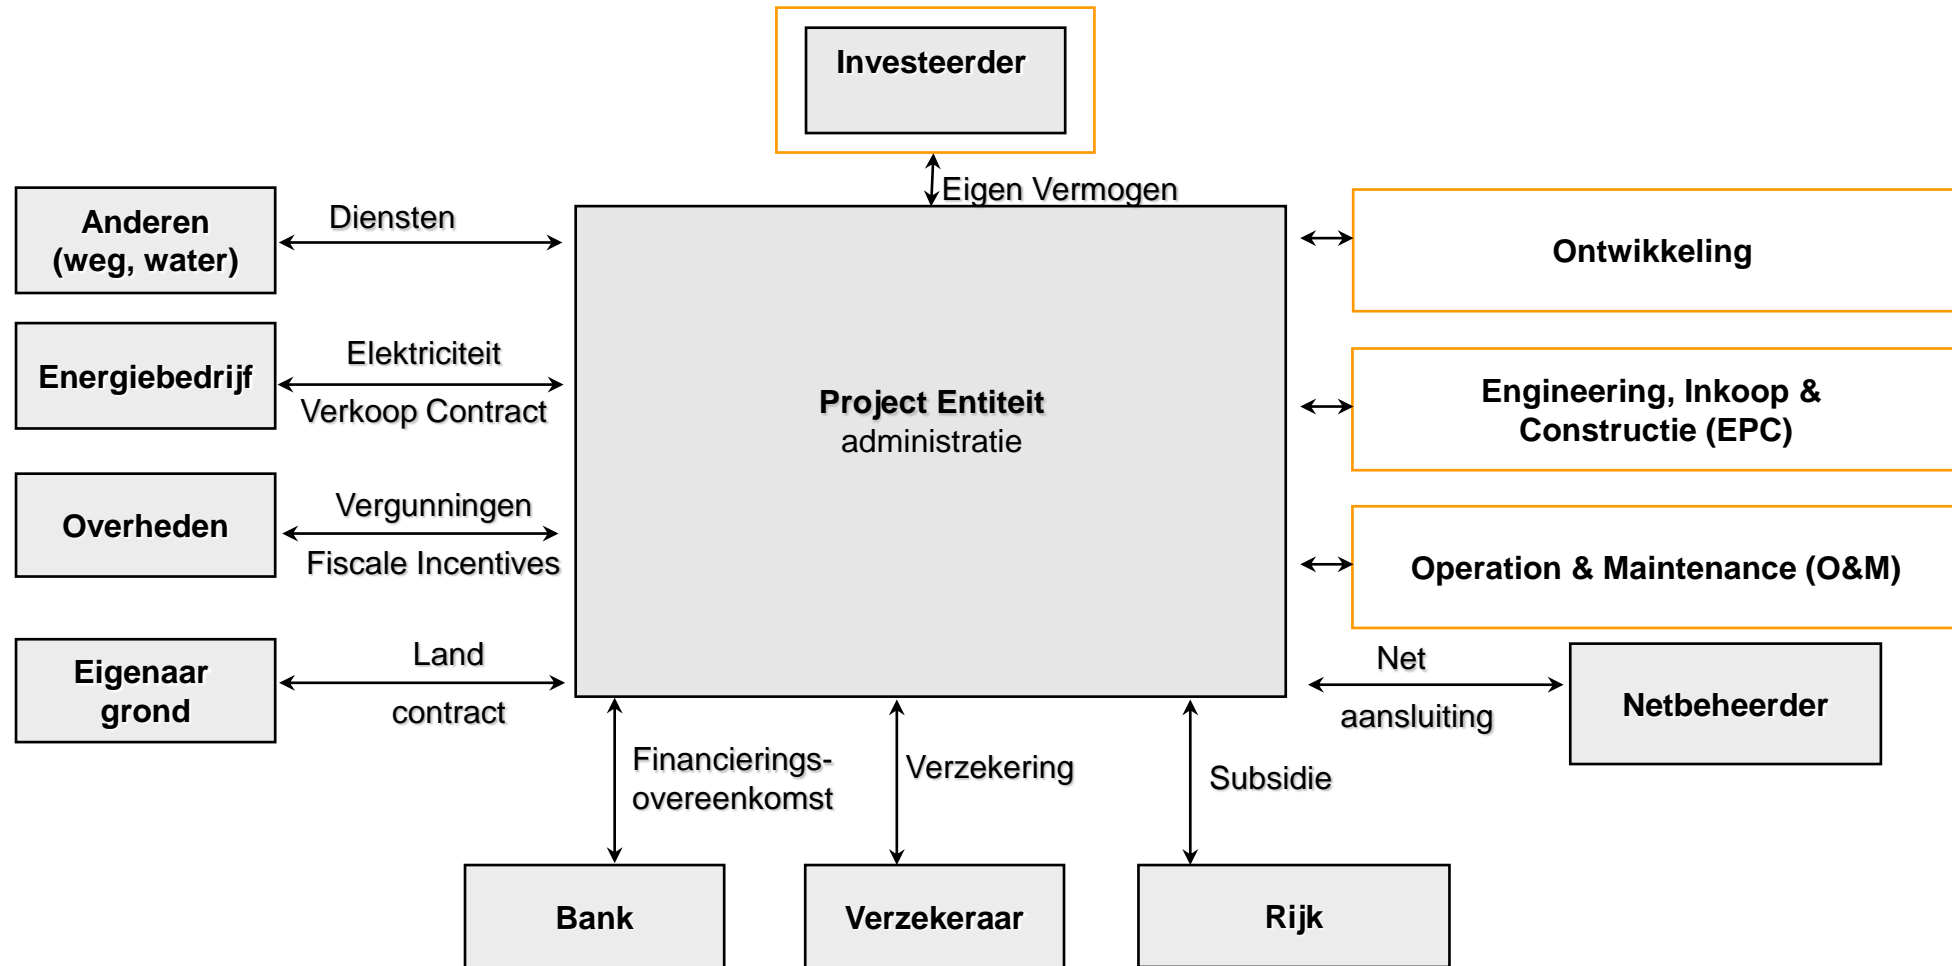 Investeerder
Eigen Vermogen
Anderen
(weg, water)
Diensten
Ontwikkeling
Energiebedrijf
Elektriciteit
Verkoop Contract
Project Entiteit
administratie
Engineering, Inkoop &
Constructie (EPC)
Overheden
Vergunningen
Fiscale Incentives
Operation & Maintenance (O&M)
Eigenaar
grond
Land
contract
Net
aansluiting
Netbeheerder
Financierings-
overeenkomst
Verzekering
Subsidie
Bank
Verzekeraar
Rijk